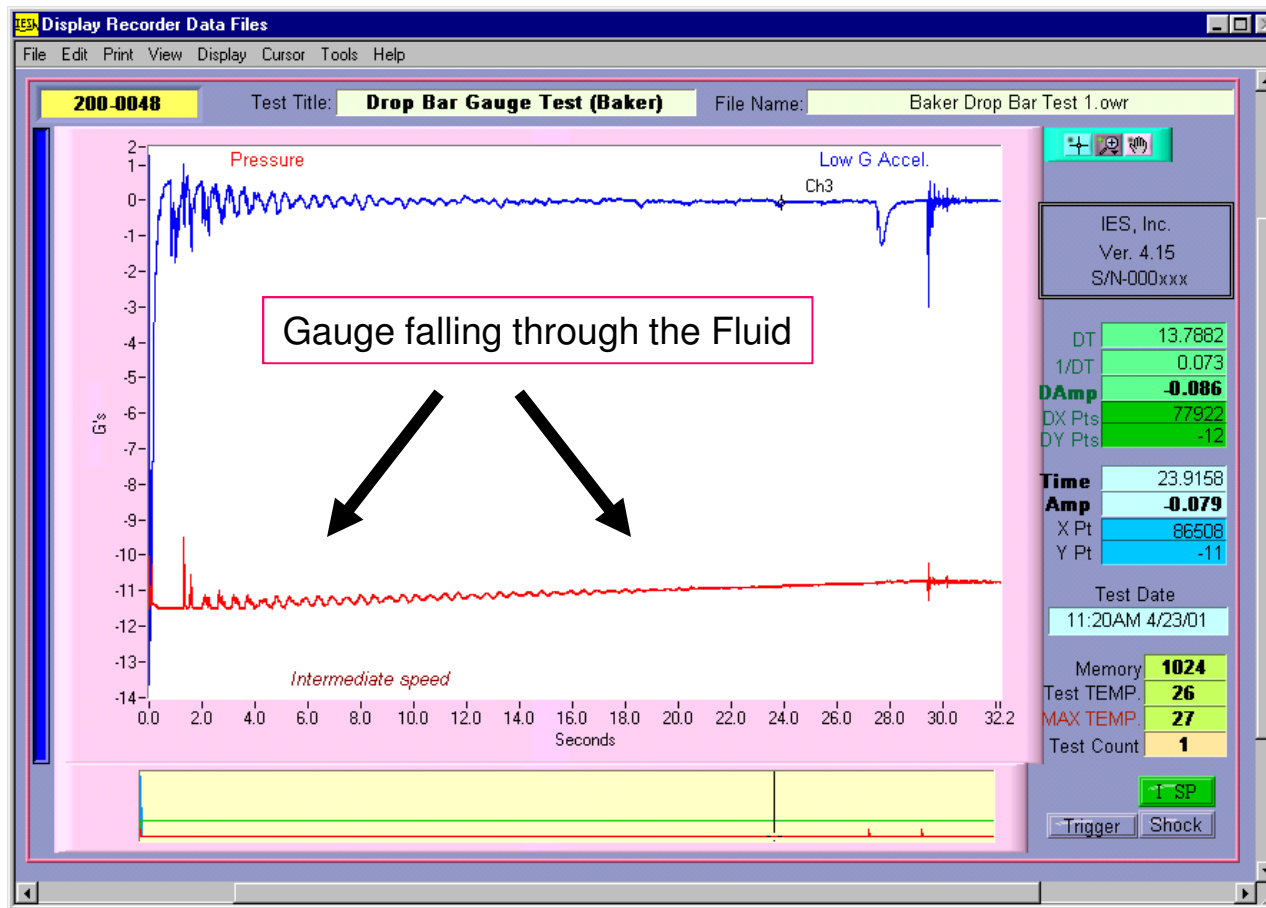 IES Display Recorder Data Files
File Edit Print View Display Cursor Tools Help
200-0048 Test Title: Drop Bar Gauge Test (Baker) File Name: Baker Drop Bar Test 1.owr
Pressure Low G Accel.
Ch3
Gauge falling through the Fluid
Intermediate speed
G's
2
1
0
-1
-2
-3
-4
-5
-6
-7
-8
-9
-10
-11
-12
-13
-14
0.0 2.0 4.0 6.0 8.0 10.0 12.0 14.0 16.0 18.0 20.0 22.0 24.0 26.0 28.0 30.0 32.2
Seconds
IES, Inc.
Ver. 4.15
S/N-000xxx
DT 13.7882
1/DT 0.073
DAmp -0.086
DX Pts 77922
DY Pts -12
Time 23.9158
Amp -0.079
X Pt 86508
Y Pt -11
Test Date
11:20AM 4/23/01
Memory 1024
Test TEMP. 26
MAX TEMP. 27
Test Count 1
SP
Trigger Shock